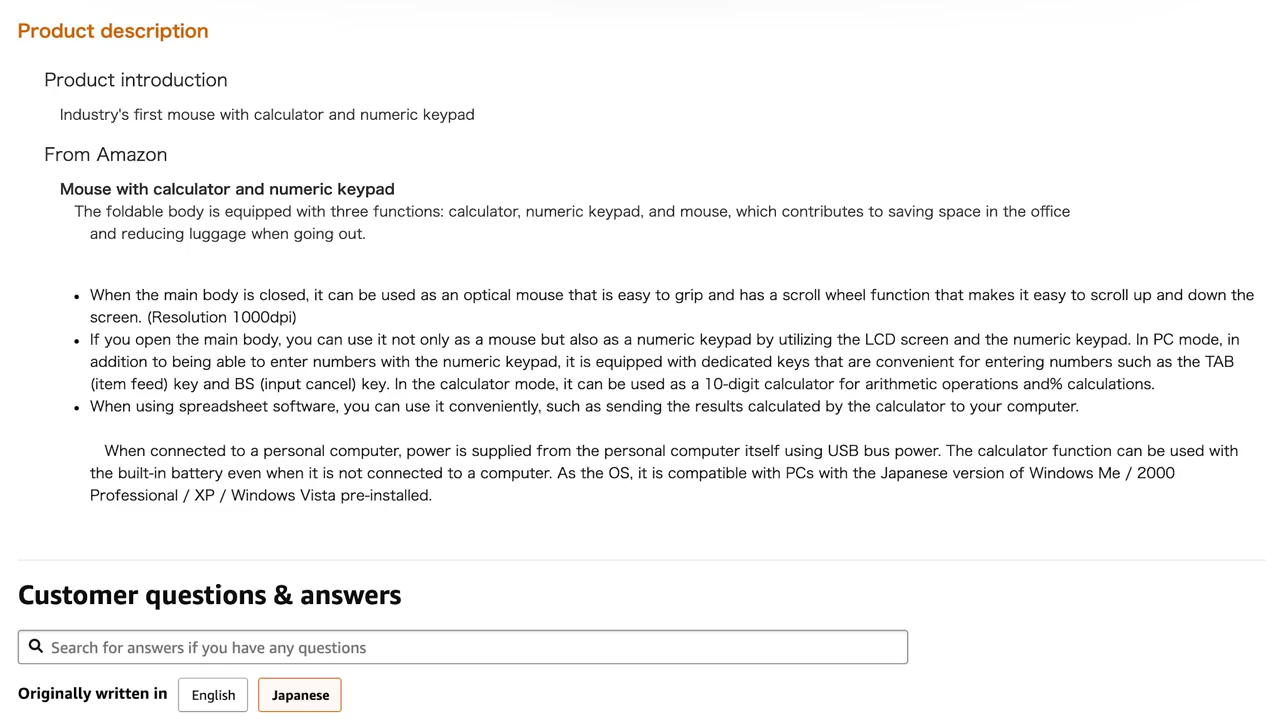 Product description
Product introduction
Industry's first mouse with calculator and numeric keypad
From Amazon
Mouse with calculator and numeric keypad
The foldable body is equipped with three functions: calculator, numeric keypad, and mouse, which contributes to saving space in the office
and reducing luggage when going out.
• When the main body is closed, it can be used as an optical mouse that is easy to grip and has a scroll wheel function that makes it easy to scroll up and down the
screen. (Resolution 1000dpi)
• If you open the main body, you can use it not only as a mouse but also as a numeric keypad by utilizing the LCD screen and the numeric keypad. In PC mode, in
addition to being able to enter numbers with the numeric keypad, it is equipped with dedicated keys that are convenient for entering numbers such as the TAB
(item feed) key and BS (input cancel) key. In the calculator mode, it can be used as a 10-digit calculator for arithmetic operations and% calculations.
• When using spreadsheet software, you can use it conveniently, such as sending the results calculated by the calculator to your computer.
When connected to a personal computer, power is supplied from the personal computer itself using USB bus power. The calculator function can be used with
the built-in battery even when it is not connected to a computer. As the OS, it is compatible with PCs with the Japanese version of Windows Me / 2000
Professional / XP / Windows Vista pre-installed.
Customer questions & answers
Search for answers if you have any questions
Originally written in English Japanese